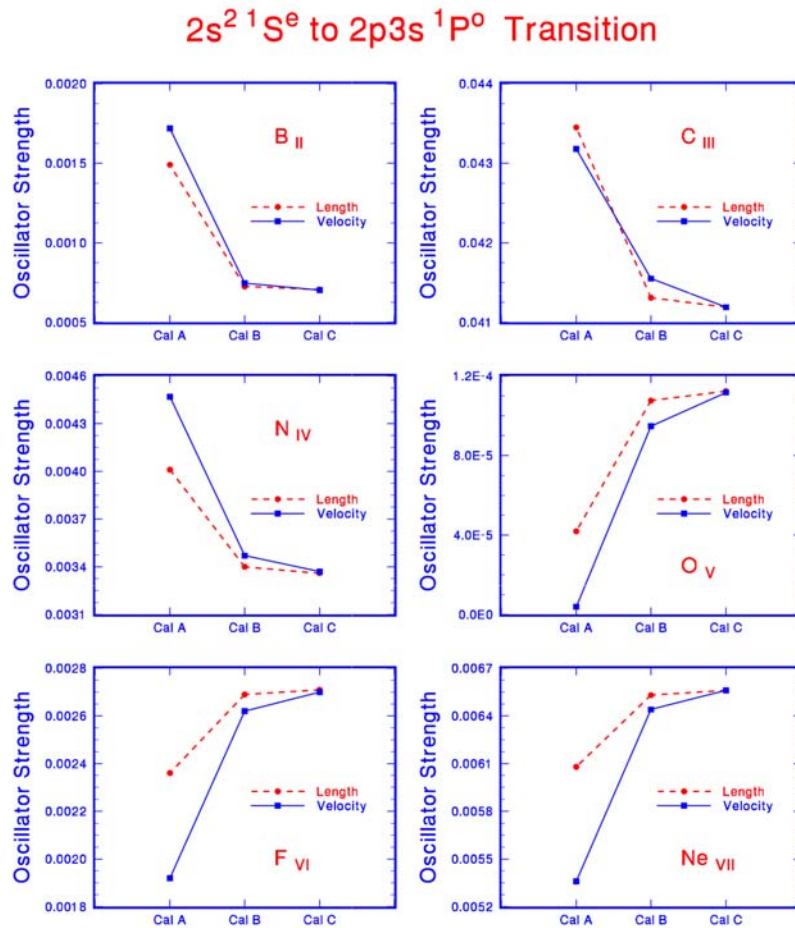 2s² ¹Sᵉ to 2p3s ¹Pᵒ Transition
Oscillator Strength
0.0020
0.0015
0.0010
0.0005
B II
Length
Velocity
Cal A Cal B Cal C
Oscillator Strength
0.044
0.043
0.042
0.041
C III
Length
Velocity
Cal A Cal B Cal C
Oscillator Strength
0.0046
0.0043
0.0040
0.0037
0.0034
0.0031
N IV
Length
Velocity
Cal A Cal B Cal C
Oscillator Strength
1.2E-4
8.0E-5
4.0E-5
0.0E0
Length
Velocity
O V
Cal A Cal B Cal C
Oscillator Strength
0.0028
0.0026
0.0024
0.0022
0.0020
0.0018
Length
Velocity
F VI
Cal A Cal B Cal C
Oscillator Strength
0.0067
0.0064
0.0061
0.0058
0.0055
0.0052
Length
Velocity
Ne VII
Cal A Cal B Cal C